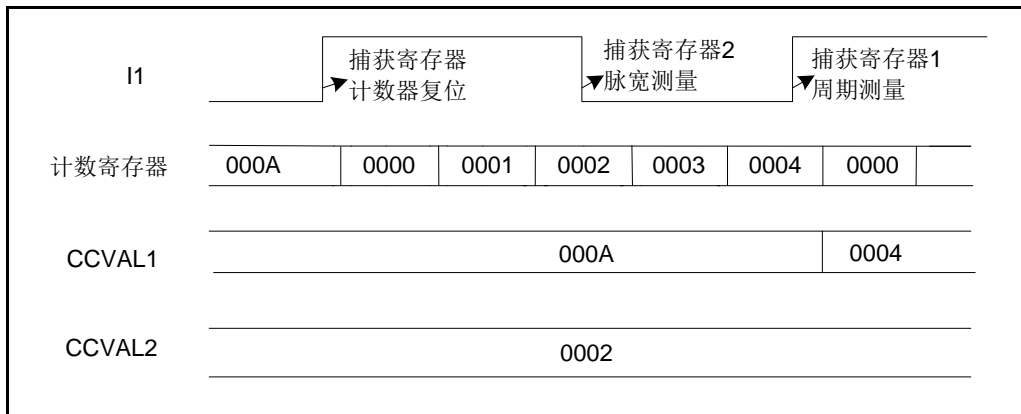 I1
捕获寄存器
计数器复位
捕获寄存器2
脉宽测量
捕获寄存器1
周期测量
计数寄存器 000A 0000 0001 0002 0003 0004 0000
CCVAL1 000A 0004
CCVAL2 0002